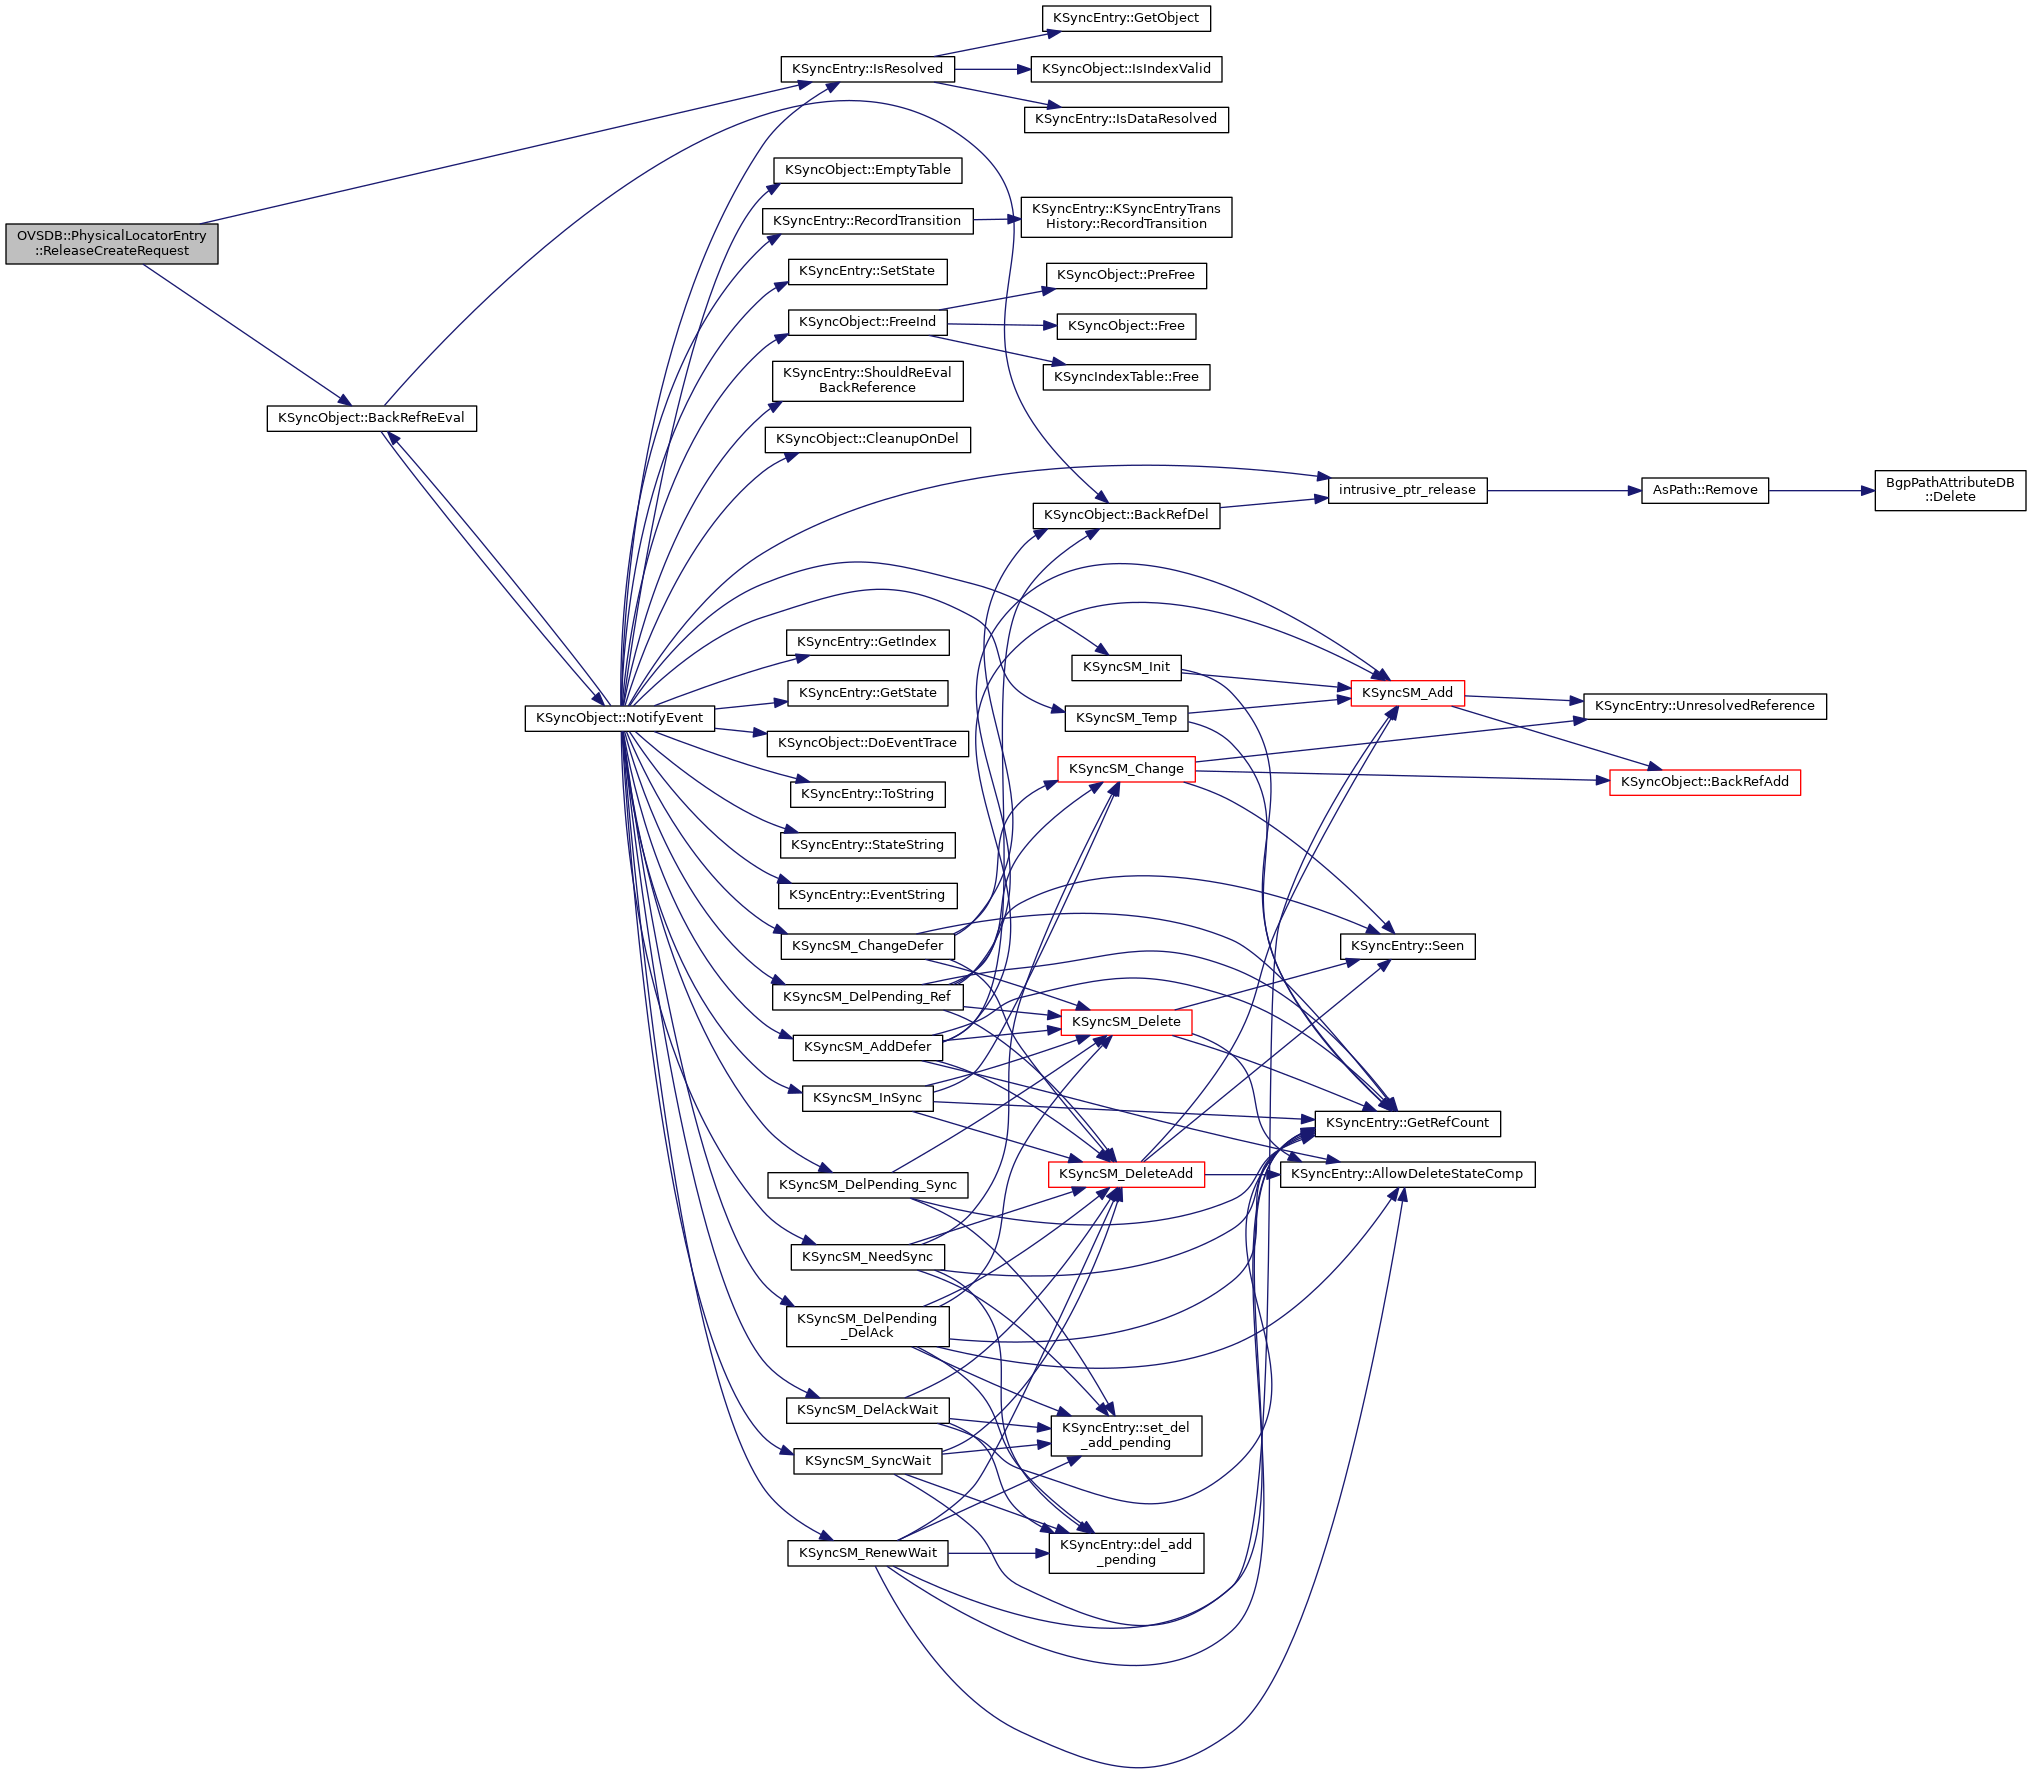 KSyncEntry::GetObject
KSyncEntry::IsResolved
KSyncObject::IsIndexValid
KSyncEntry::IsDataResolved
KSyncObject::EmptyTable
KSyncEntry::RecordTransition
KSyncEntry::KSyncEntryTrans
History::RecordTransition
OVSDB::PhysicalLocatorEntry
::ReleaseCreateRequest
KSyncEntry::SetState
KSyncObject::PreFree
KSyncObject::FreeInd
KSyncObject::Free
KSyncIndexTable::Free
KSyncEntry::ShouldReEval
BackReference
KSyncObject::BackRefReEval
KSyncObject::CleanupOnDel
intrusive_ptr_release
AsPath::Remove
BgpPathAttributeDB
::Delete
KSyncObject::BackRefDel
KSyncEntry::GetIndex
KSyncSM_Init
KSyncEntry::GetState
KSyncSM_Add
KSyncEntry::UnresolvedReference
KSyncObject::NotifyEvent
KSyncSM_Temp
KSyncObject::DoEventTrace
KSyncSM_Change
KSyncObject::BackRefAdd
KSyncEntry::ToString
KSyncEntry::StateString
KSyncEntry::EventString
KSyncSM_ChangeDefer
KSyncEntry::Seen
KSyncSM_DelPending_Ref
KSyncSM_Delete
KSyncSM_AddDefer
KSyncSM_InSync
KSyncEntry::GetRefCount
KSyncSM_DeleteAdd
KSyncEntry::AllowDeleteStateComp
KSyncSM_DelPending_Sync
KSyncSM_NeedSync
KSyncSM_DelPending
_DelAck
KSyncSM_DelAckWait
KSyncEntry::set_del
_add_pending
KSyncSM_SyncWait
KSyncSM_RenewWait
KSyncEntry::del_add
_pending